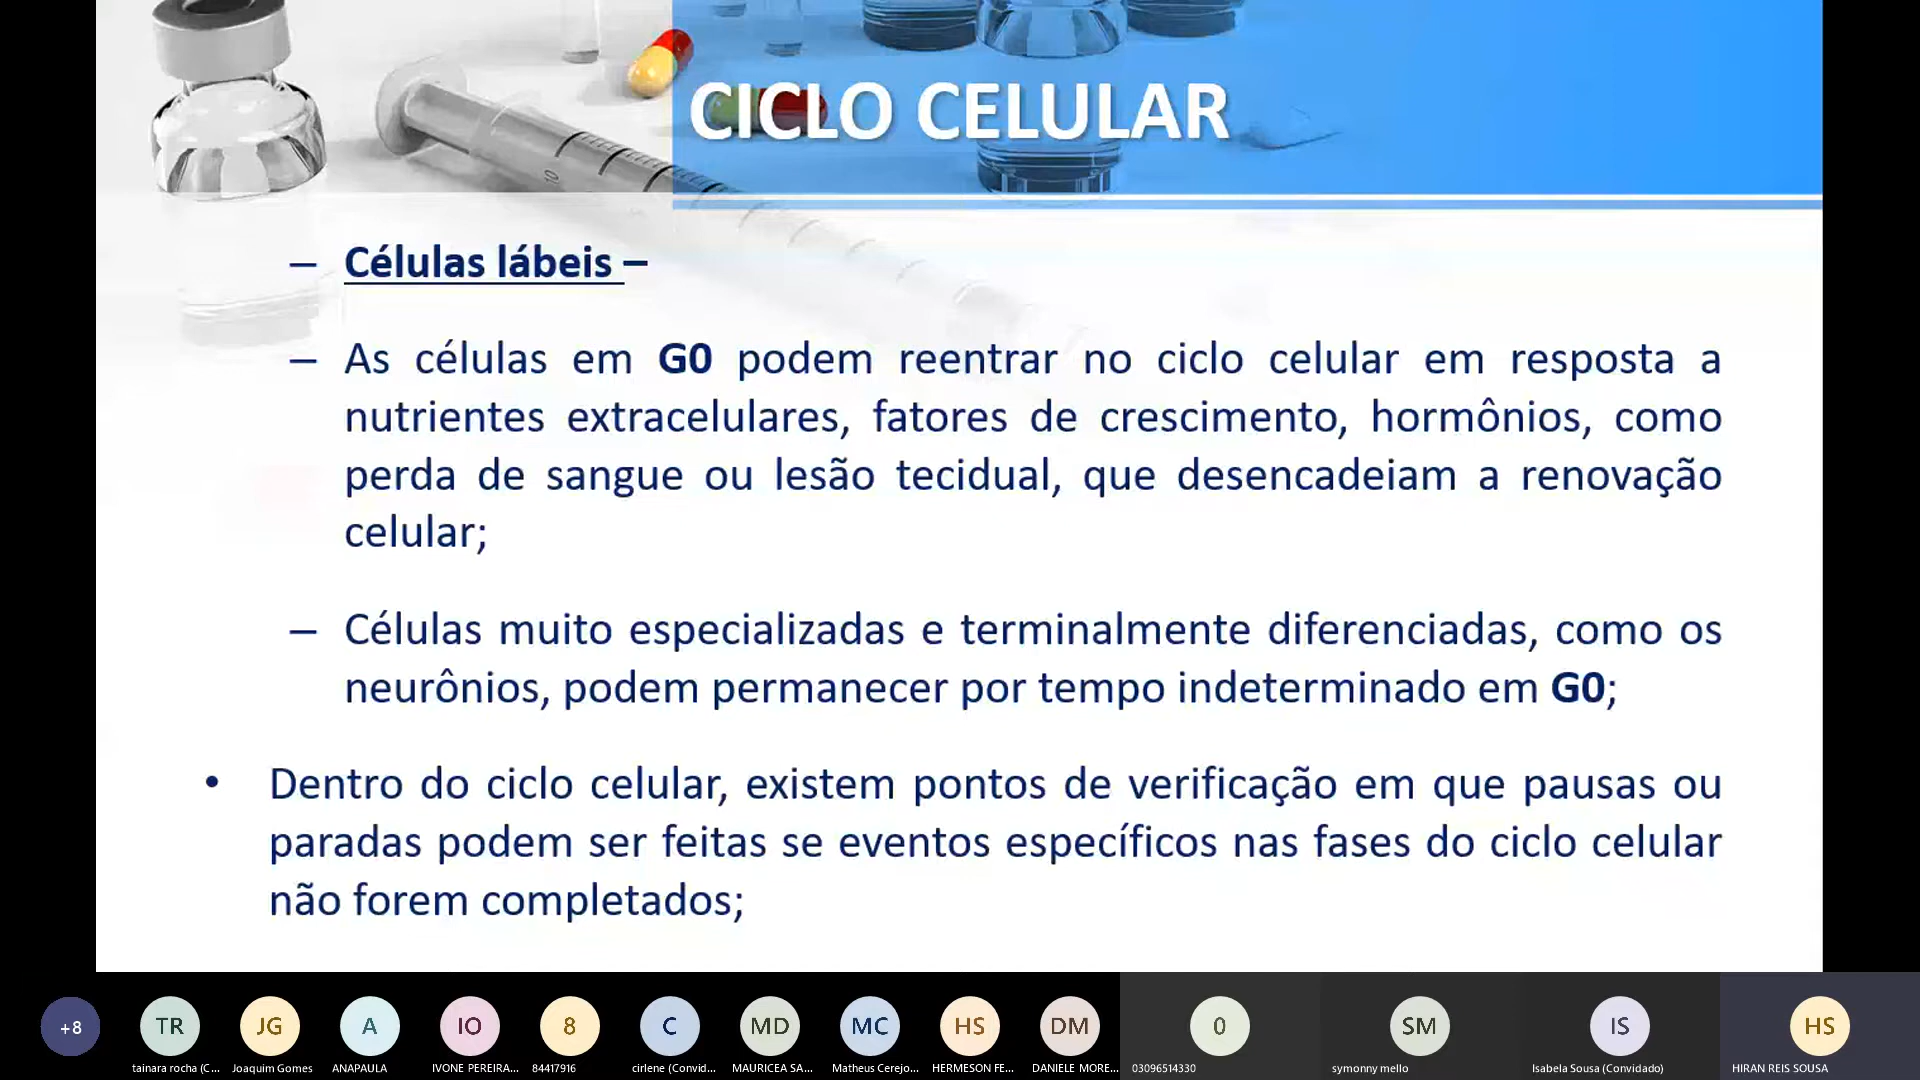 CICLO CELULAR
– Células lábeis –
– As células em G0 podem reentrar no ciclo celular em resposta a
nutrientes extracelulares, fatores de crescimento, hormônios, como
perda de sangue ou lesão tecidual, que desencadeiam a renovação
celular;
– Células muito especializadas e terminalmente diferenciadas, como os
neurônios, podem permanecer por tempo indeterminado em G0;
• Dentro do ciclo celular, existem pontos de verificação em que pausas ou
paradas podem ser feitas se eventos específicos nas fases do ciclo celular
não forem completados;
+8 TR JG A IO 8 C MD MC HS DM 0 SM IS HS
tainara rocha (C... Joaquim Gomes ANAPAULA IVONE PEREIRA... 84417916 cirlene (Convid... MAURICEA SA... Matheus Cerejo... HERMESON FE... DANIELE MORE... 03096514330 symonny mello Isabela Sousa (Convidado) HIRAN REIS SOUSA